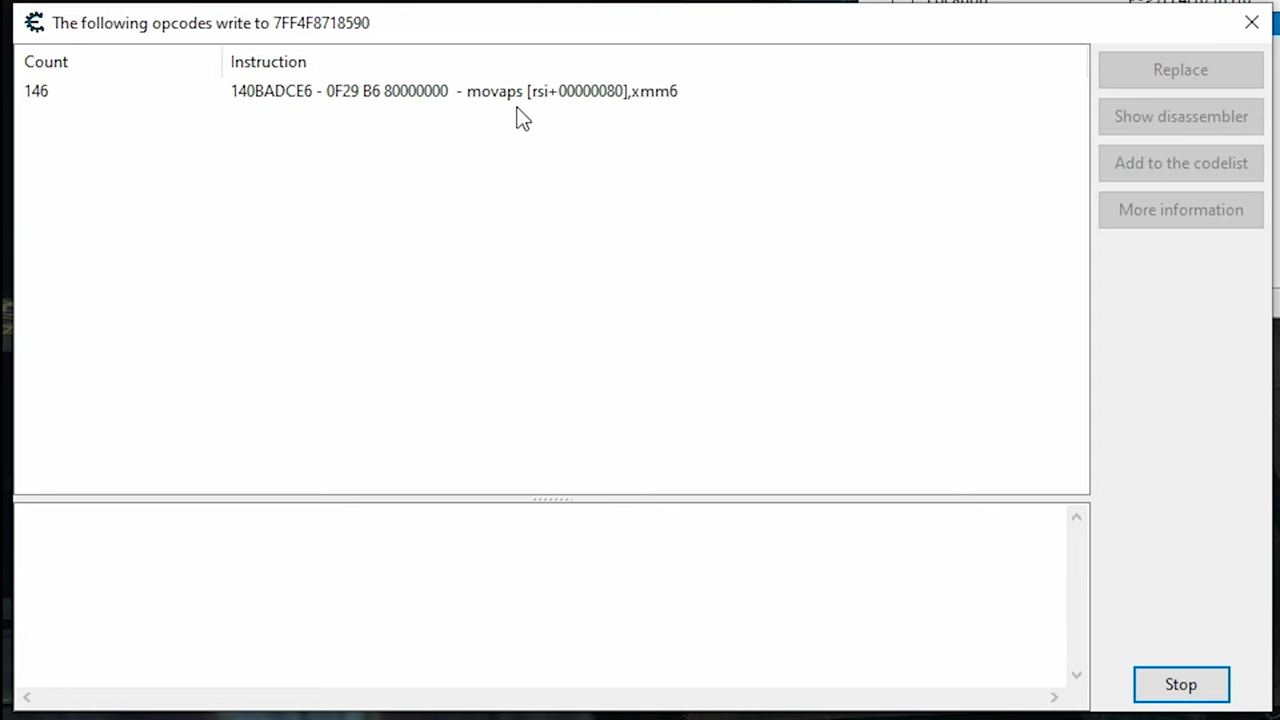 The following opcodes write to 7FF4F8718590
Count Instruction
146 140BADCE6 - 0F29 B6 80000000 - movaps [rsi+00000080],xmm6
Replace
Show disassembler
Add to the codelist
More information
Stop